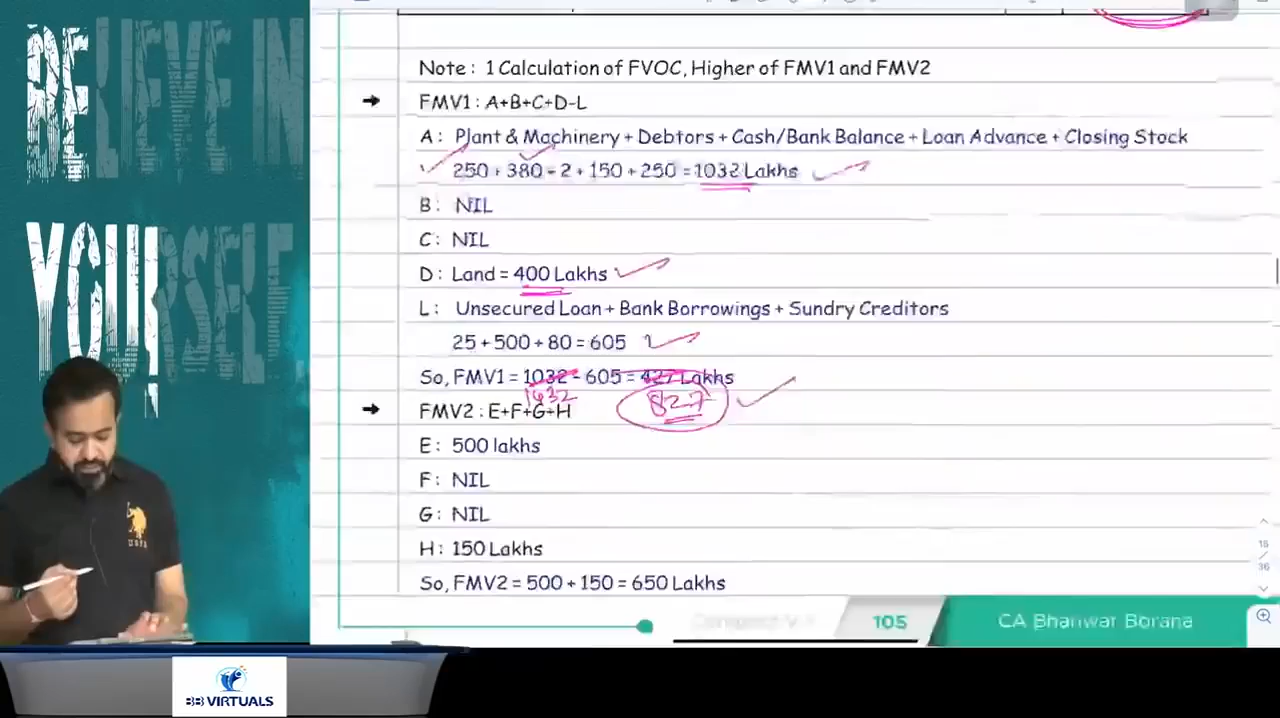 BELIEVE IN
YOURSELF
!
Note : 1 Calculation of FVOC, Higher of FMV1 and FMV2
➔ FMV1 : A+B+C+D-L
A : Plant & Machinery + Debtors + Cash/Bank Balance + Loan Advance + Closing Stock
250 + 380 + 2 + 150 + 250 = 1032 Lakhs
B : NIL
C : NIL
D : Land = 400 Lakhs
L : Unsecured Loan + Bank Borrowings + Sundry Creditors
25 + 500 + 80 = 605
So, FMV1 = 1032 - 605 = 427 Lakhs
1432 827
➔ FMV2 : E+F+G+H
E : 500 lakhs
F : NIL
G : NIL
H : 150 Lakhs
So, FMV2 = 500 + 150 = 650 Lakhs
15
/
36
105 CA Bhanwar Borana
BB VIRTUALS